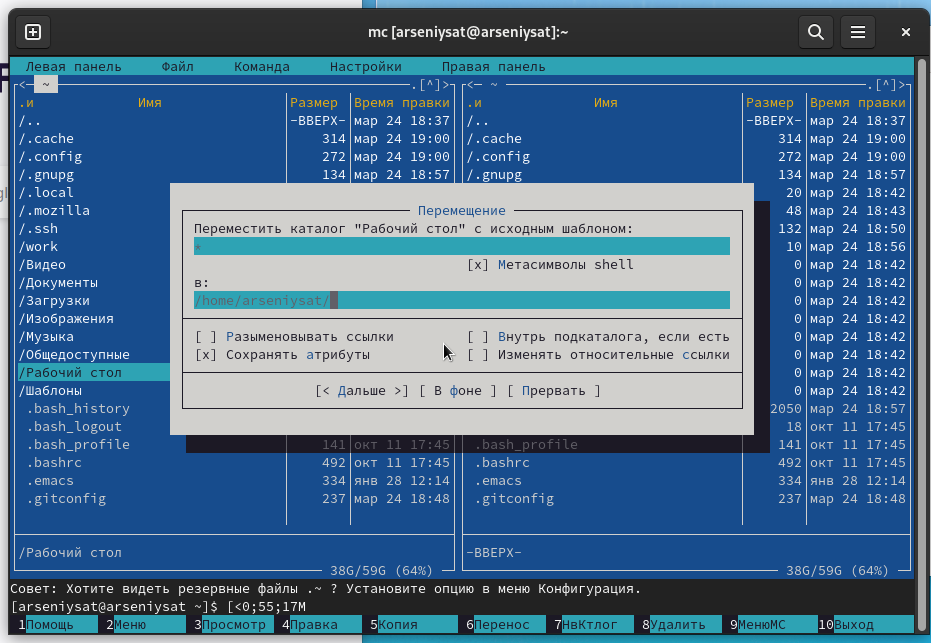 mc [arseniysat@arseniysat]:~
Левая панель Файл Команда Настройки Правая панель
<─ ~ .[^]> <─ ~ .[^]>
.и Имя Размер Время правки .и Имя Размер Время правки
/.. -ВВЕРХ- мар 24 18:37 /.. -ВВЕРХ- мар 24 18:37
/.cache 314 мар 24 19:00 /.cache 314 мар 24 19:00
/.config 272 мар 24 19:00 /.config 272 мар 24 19:00
/.gnupg 134 мар 24 18:57 /.gnupg 134 мар 24 18:57
/.local 20 мар 24 18:42
/.mozilla 48 мар 24 18:43
/.ssh 132 мар 24 18:50
/work 10 мар 24 18:56
/Видео 0 мар 24 18:42
/Документы 0 мар 24 18:42
/Загрузки 0 мар 24 18:42
/Изображения 0 мар 24 18:42
/Музыка 0 мар 24 18:42
/Общедоступные 0 мар 24 18:42
/Рабочий стол 0 мар 24 18:42
/Шаблоны 0 мар 24 18:42
.bash_history 2050 мар 24 18:57
.bash_logout 18 окт 11 17:45
.bash_profile 141 окт 11 17:45 .bash_profile 141 окт 11 17:45
.bashrc 492 окт 11 17:45 .bashrc 492 окт 11 17:45
.emacs 334 янв 28 12:14 .emacs 334 янв 28 12:14
.gitconfig 237 мар 24 18:48 .gitconfig 237 мар 24 18:48
Перемещение
Переместить каталог "Рабочий стол" с исходным шаблоном:
*
[x] Метасимволы shell
в:
/home/arseniysat/
[ ] Разыменовывать ссылки [ ] Внутрь подкаталога, если есть
[x] Сохранять атрибуты [ ] Изменять относительные ссылки
[< Дальше >] [ В фоне ] [ Прервать ]
/Рабочий стол -ВВЕРХ-
38G/59G (64%) 38G/59G (64%)
Совет: Хотите видеть резервные файлы .~ ? Установите опцию в меню Конфигурация.
[arseniysat@arseniysat ~]$ [<0;55;17M
1Помощь 2Меню 3Просмотр 4Правка 5Копия 6Перенос 7НвКтлог 8Удалить 9МенюMC 10Выход